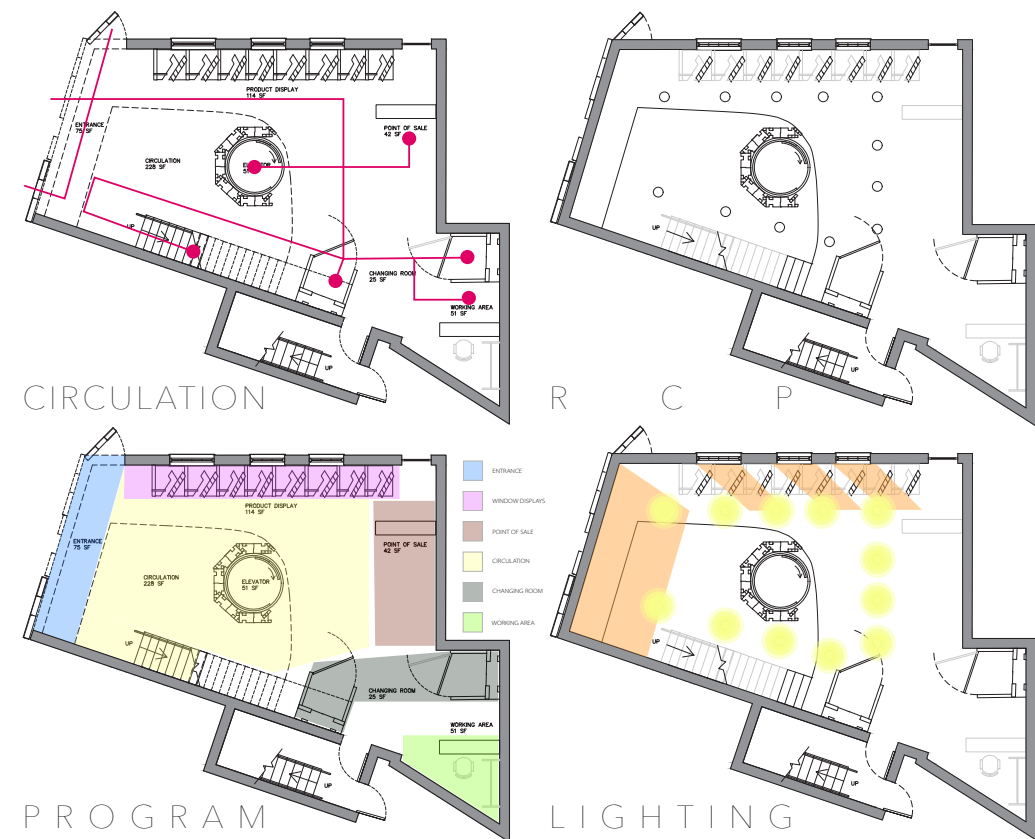 PRODUCT DISPLAY
114 SF
ENTRANCE
75 SF
POINT OF SALE
42 SF
CIRCULATION
228 SF
UP
CHANGING ROOM
25 SF
WORKING AREA
51 SF
UP
CIRCULATION
UP
UP
R C P
PRODUCT DISPLAY
114 SF
ENTRANCE
75 SF
POINT OF SALE
42 SF
CIRCULATION
228 SF
ELEVATOR
51 SF
UP
CHANGING ROOM
25 SF
WORKING AREA
51 SF
UP
PROGRAM
ENTRANCE
WINDOW DISPLAYS
POINT OF SALE
CIRCULATION
CHANGING ROOM
WORKING AREA
UP
UP
LIGHTING